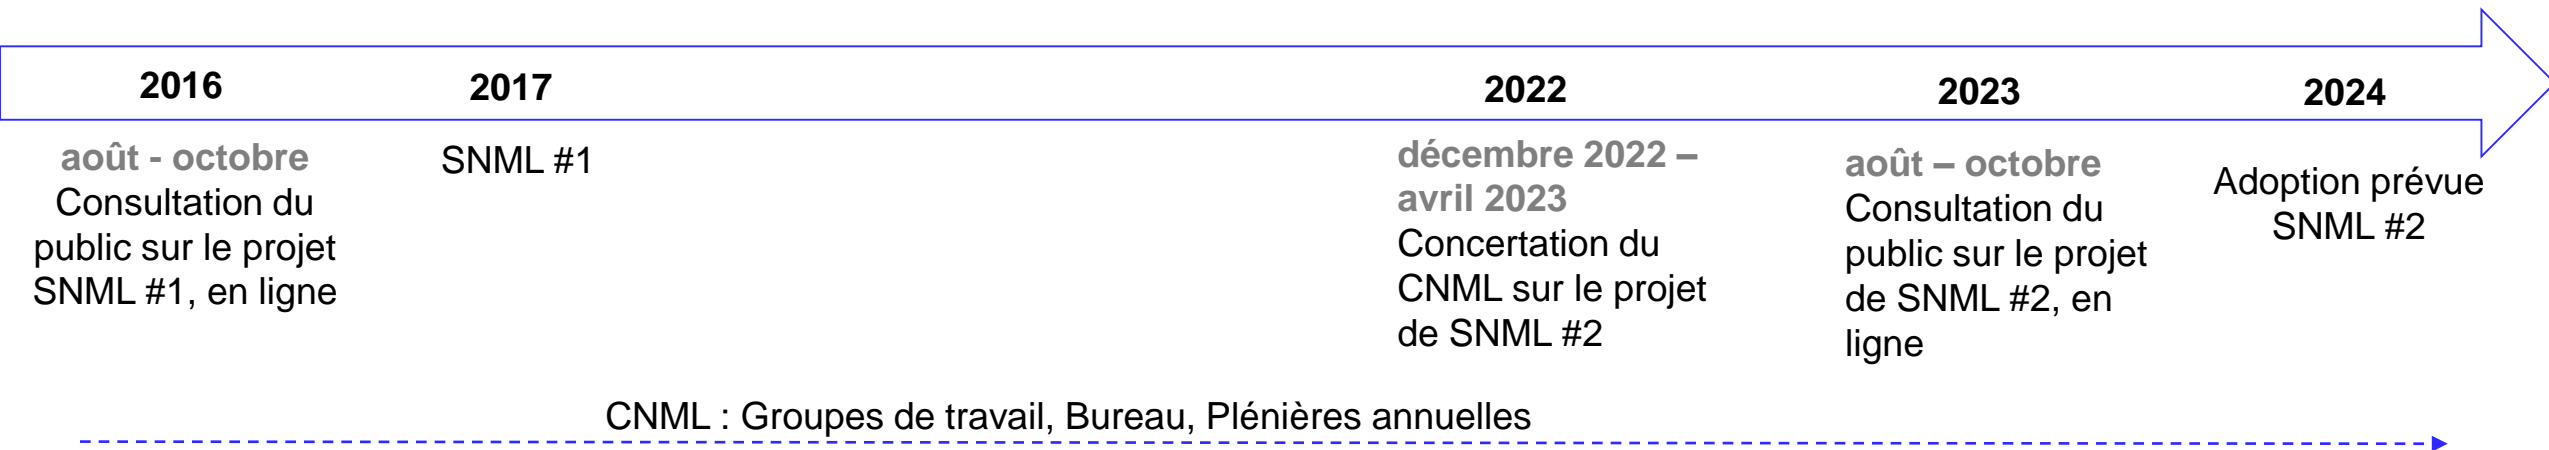 2016
2017
2022
2023
2024
août - octobre
Consultation du
public sur le projet
SNML #1, en ligne
SNML #1
décembre 2022 –
avril 2023
Concertation du
CNML sur le projet
de SNML #2
août – octobre
Consultation du
public sur le projet
de SNML #2, en
ligne
Adoption prévue
SNML #2
CNML : Groupes de travail, Bureau, Plénières annuelles